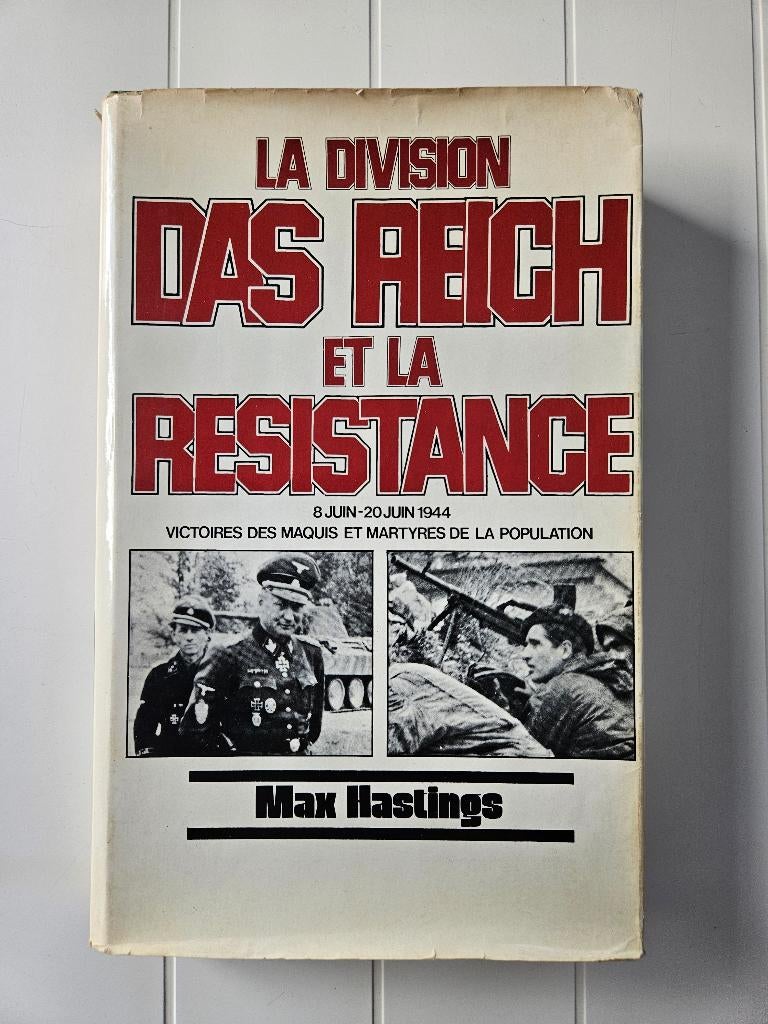 LA DIVISION
DAS REICH
ET LA
RESISTANCE
8 JUIN-20 JUIN 1944
VICTOIRES DES MAQUIS ET MARTYRES DE LA POPULATION
Max Hastings